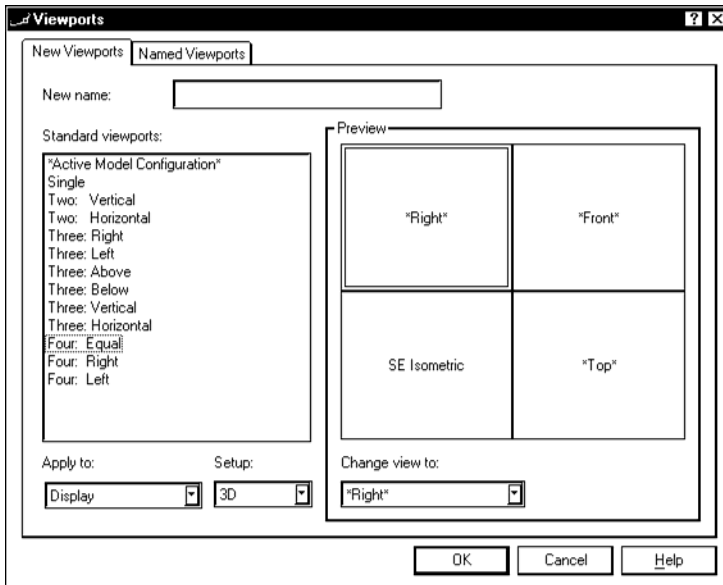 Viewports
New Viewports
Named Viewports
New name:
Standard viewports:
*Active Model Configuration*
Single
Two: Vertical
Two: Horizontal
Three: Right
Three: Left
Three: Above
Three: Below
Three: Vertical
Three: Horizontal
Four: Equal
Four: Right
Four: Left
Apply to:
Setup:
Display
3D
Preview
*Right*
*Front*
SE Isometric
*Top*
Change view to:
*Right*
OK
Cancel
Help